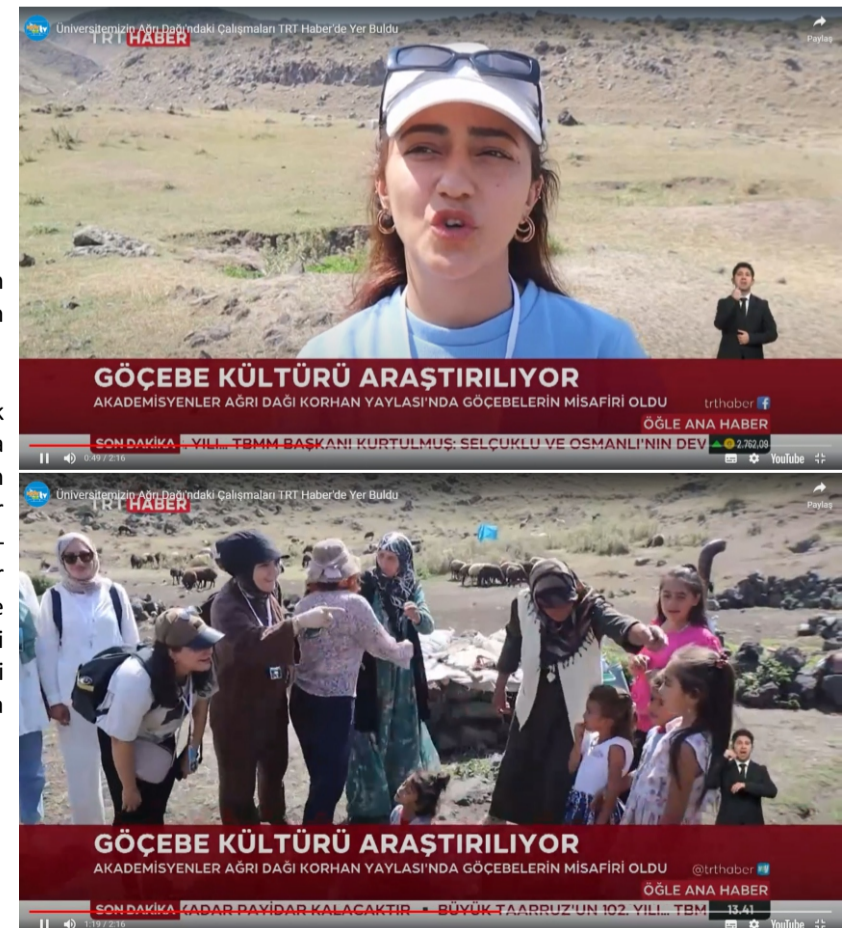 tv Üniversitemizin Ağrı Dağı'ndaki Çalışmaları TRT Haber'de Yer Buldu
Paylaş
TRT HABER
GÖÇEBE KÜLTÜRÜ ARAŞTIRILIYOR
AKADEMİSYENLER AĞRI DAĞI KORHAN YAYLASI'NDA GÖÇEBELERİN MİSAFİRİ OLDU trthaber
ÖĞLE ANA HABER
SON DAKİKA . YILI... TBMM BAŞKANI KURTULMUŞ: SELÇUKLU VE OSMANLI'NIN DEV 2.762,09
0:49 / 2:16 YouTube
tv Üniversitemizin Ağrı Dağı'ndaki Çalışmaları TRT Haber'de Yer Buldu
Paylaş
TRT HABER
GÖÇEBE KÜLTÜRÜ ARAŞTIRILIYOR
AKADEMİSYENLER AĞRI DAĞI KORHAN YAYLASI'NDA GÖÇEBELERİN MİSAFİRİ OLDU @trthaber
ÖĞLE ANA HABER
SON DAKİKA KADAR PAYİDAR KALACAKTIR • BÜYÜK TAARRUZ'UN 102. YILI... TBM 13.41
1:19 / 2:16 YouTube